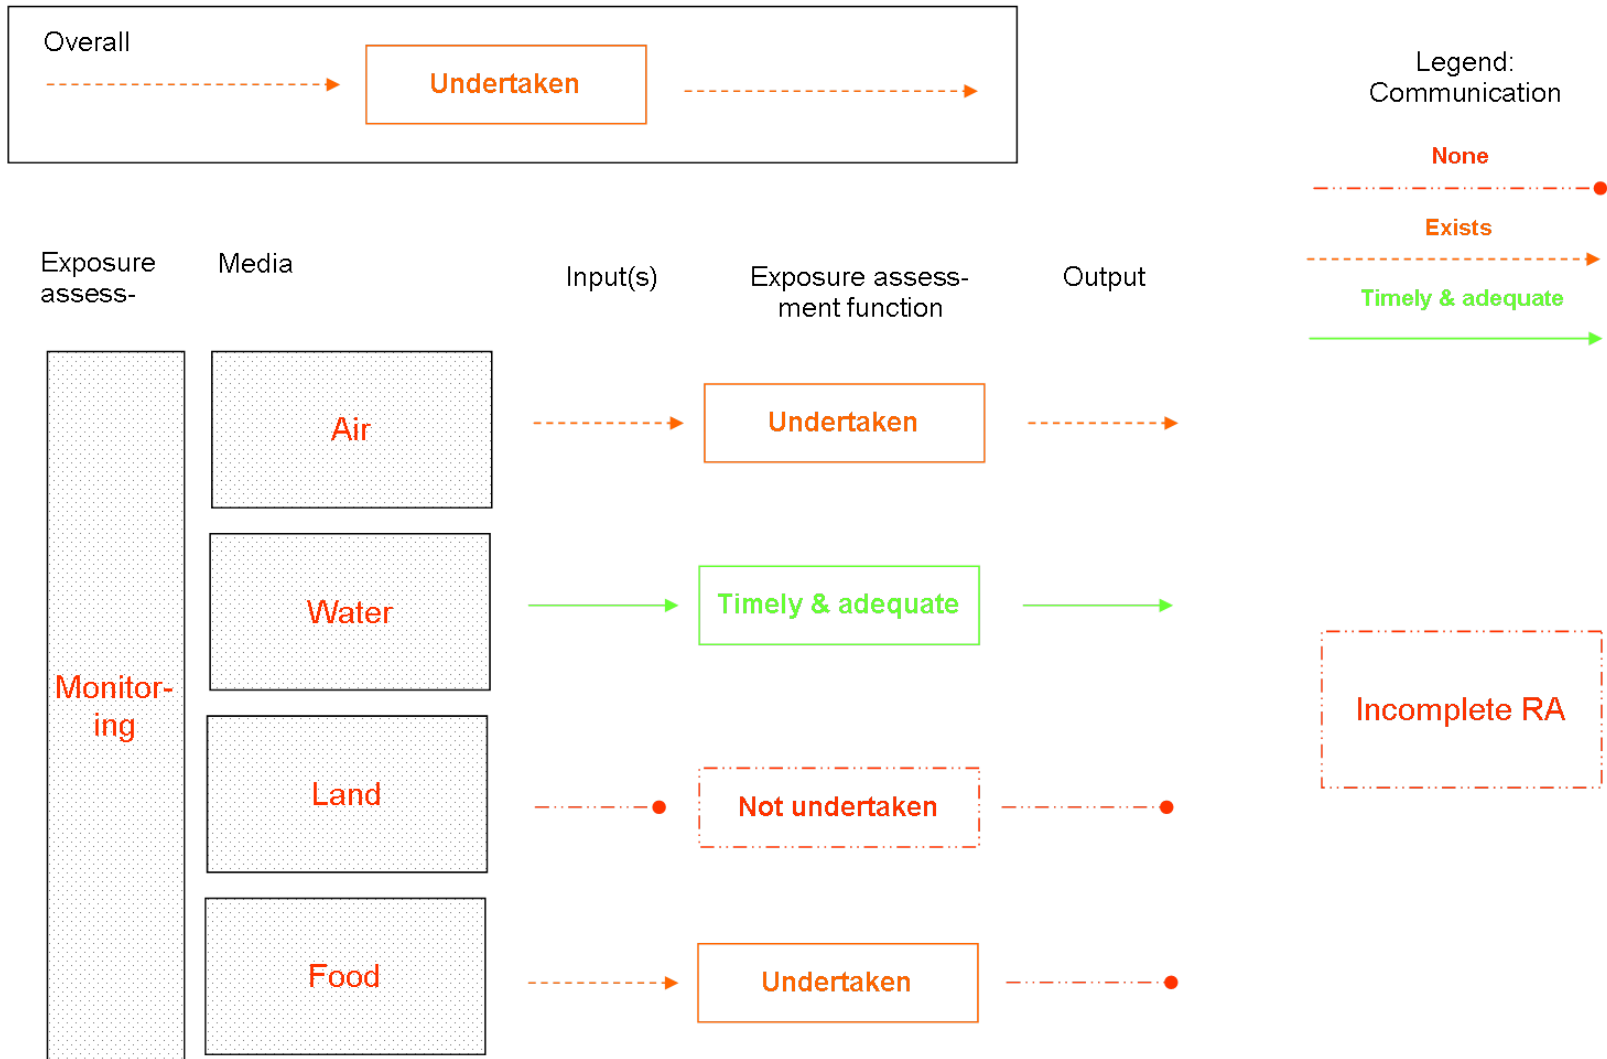 Overall
Undertaken
Legend:
Communication
None
Exists
Timely & adequate
Exposure
assess-
Media
Input(s)
Exposure assess-
ment function
Output
Monitor-
ing
Air
Undertaken
Water
Timely & adequate
Land
Not undertaken
Food
Undertaken
Incomplete RA